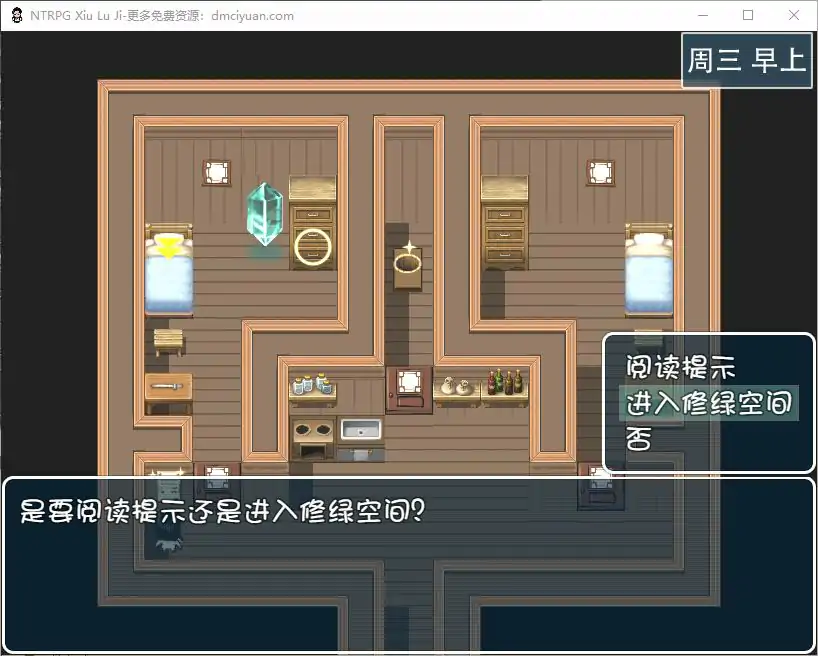 NTRPG Xiu Lu Ji-更多免费资源：dmciyuan.com
周三 早上
阅读提示
进入修绿空间
否
是要阅读提示还是进入修绿空间？